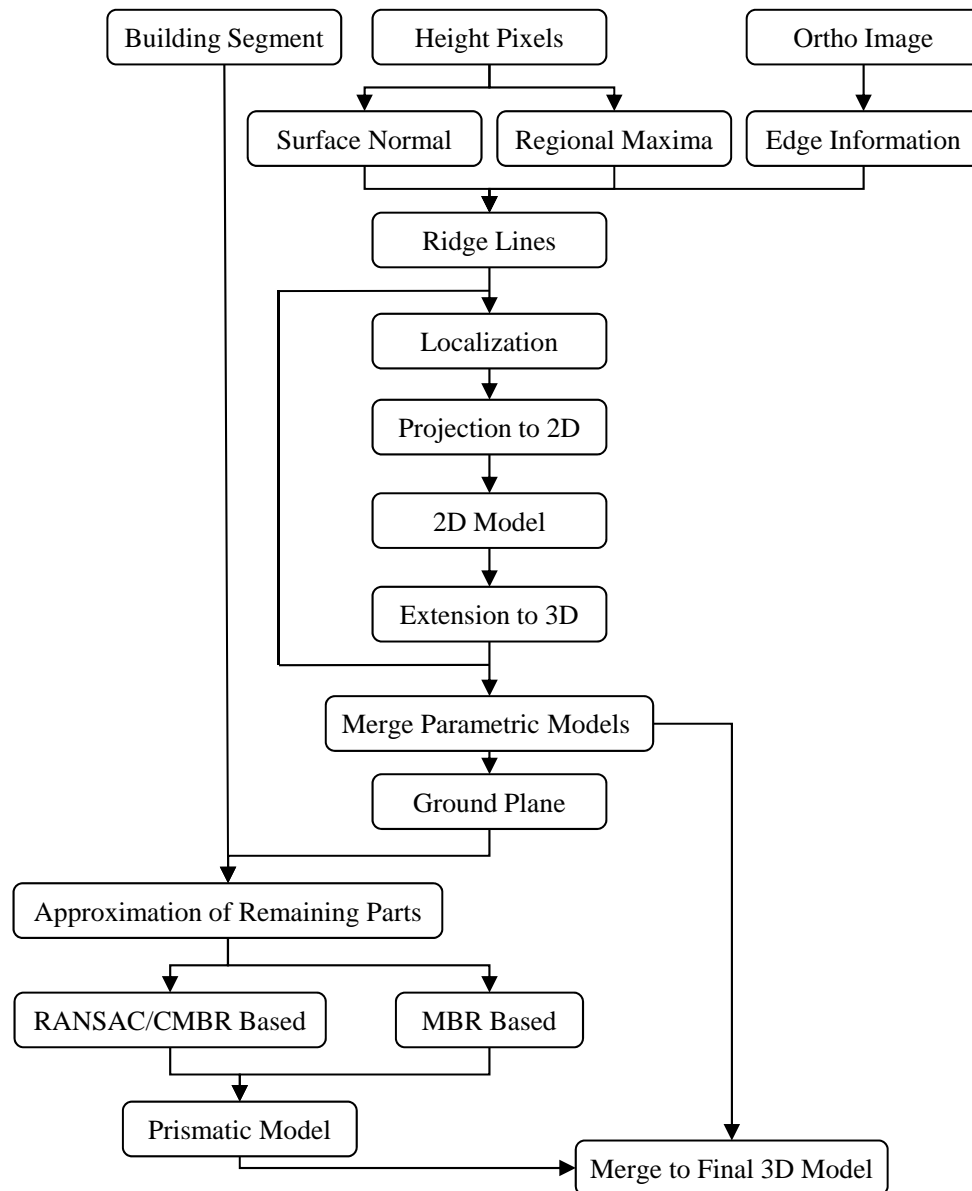 Building Segment
Height Pixels
Ortho Image
Surface Normal
Regional Maxima
Edge Information
Ridge Lines
Localization
Projection to 2D
2D Model
Extension to 3D
Merge Parametric Models
Ground Plane
Approximation of Remaining Parts
RANSAC/CMBR Based
MBR Based
Prismatic Model
Merge to Final 3D Model